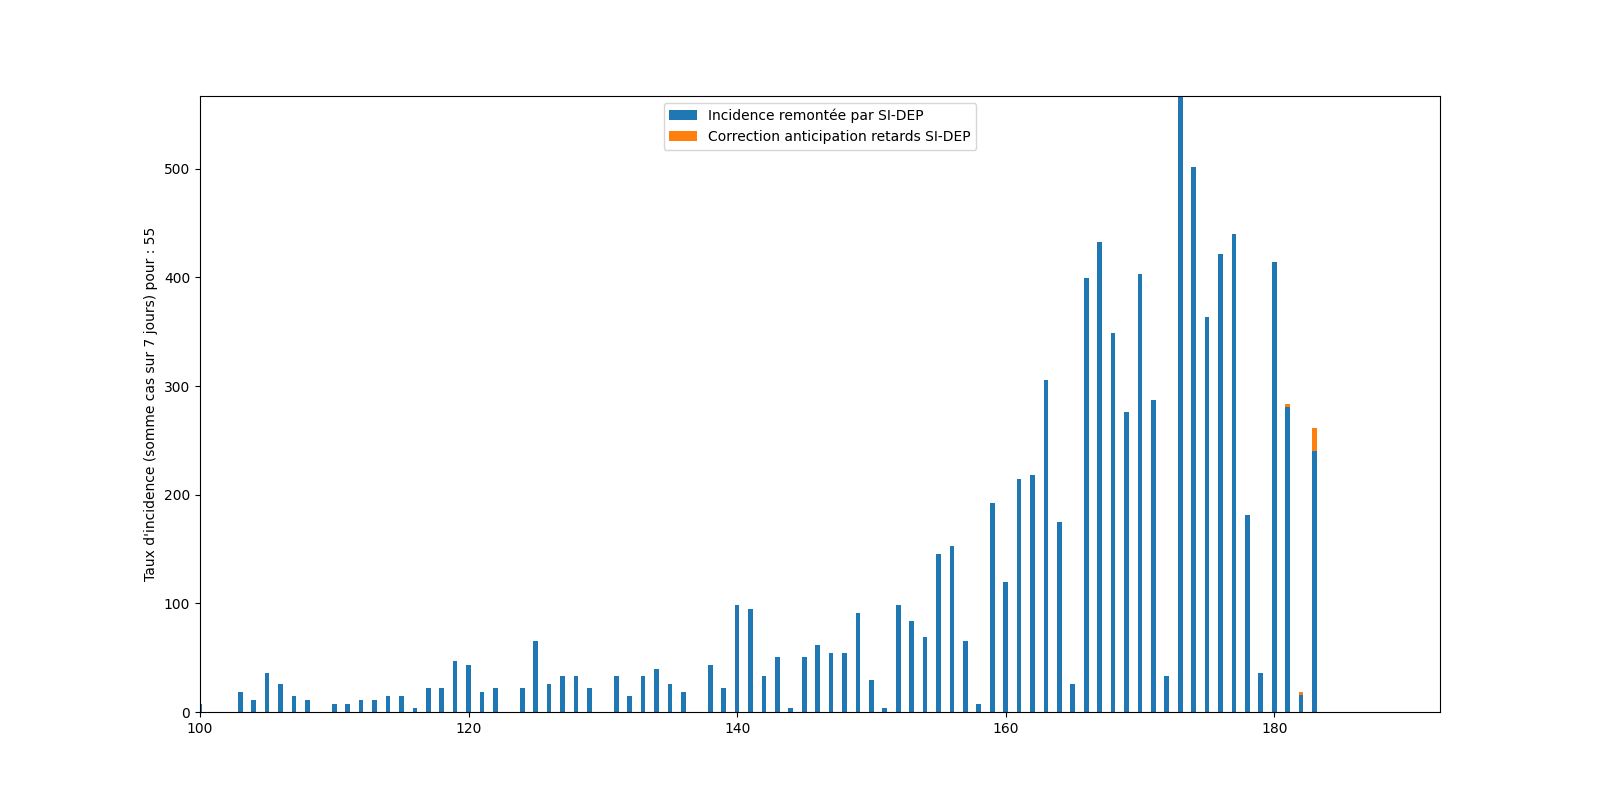 Incidence remontée par SI-DEP
Correction anticipation retards SI-DEP
Taux d'incidence (somme cas sur 7 jours) pour : 55
500
400
300
200
100
0
100 120 140 160 180